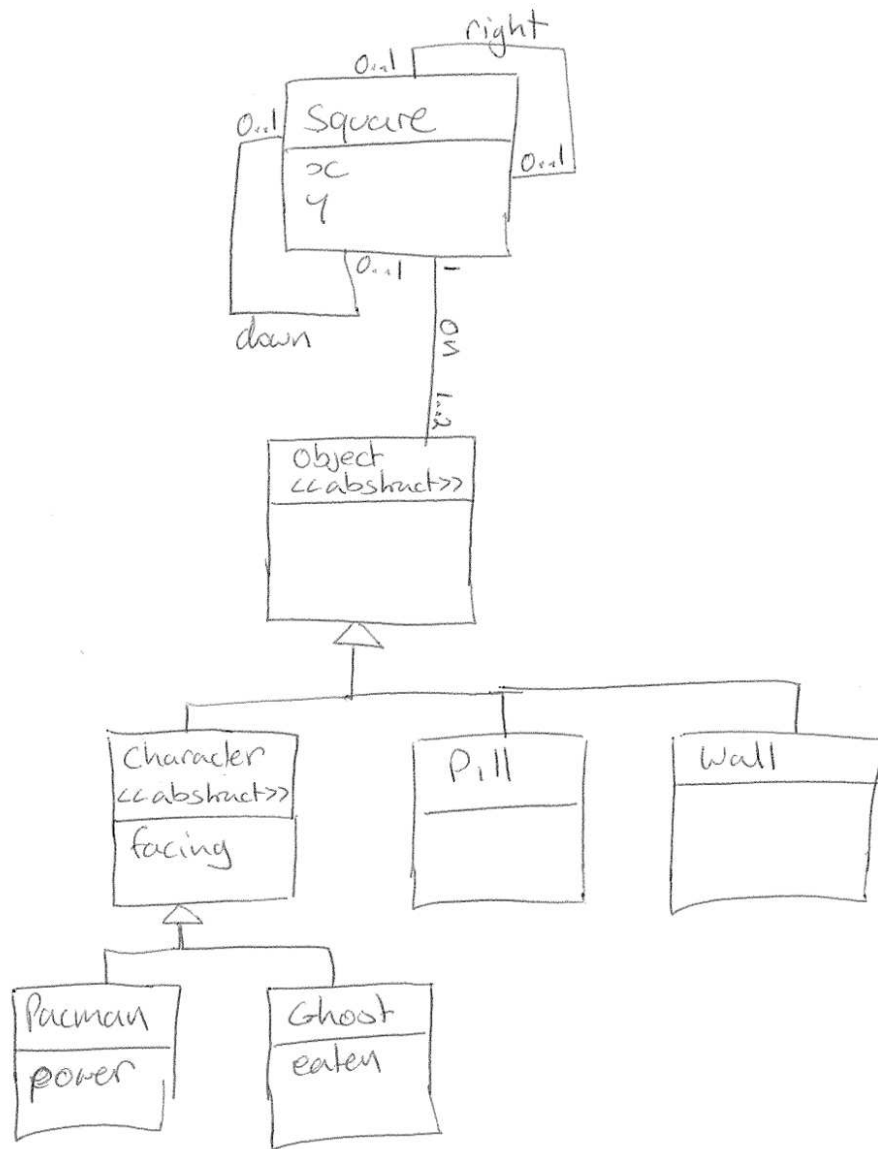 right
0..1
0..1
Square
0..1
x
y
0..1
1
down
on
1..2
Object
<<abstract>>
Character
<<abstract>>
facing
Pill
Wall
Pacman
power
Ghost
eaten